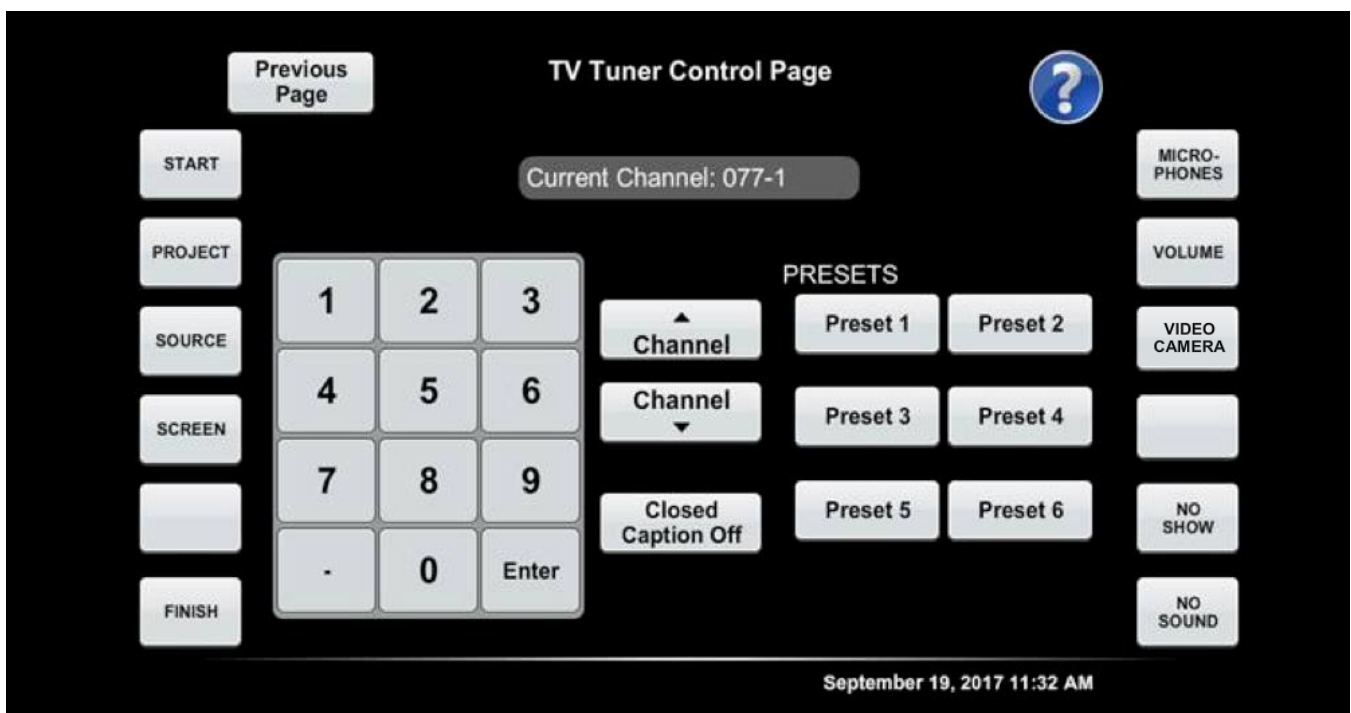 Previous
Page
TV Tuner Control Page
?
START
Current Channel: 077-1
MICRO-
PHONES
PROJECT
VOLUME
PRESETS
1 2 3
▲
Channel
Preset 1 Preset 2
SOURCE
VIDEO
CAMERA
4 5 6
Channel
▼
Preset 3 Preset 4
SCREEN
7 8 9
Closed
Caption Off
Preset 5 Preset 6
NO
SHOW
- 0 Enter
FINISH
NO
SOUND
September 19, 2017 11:32 AM